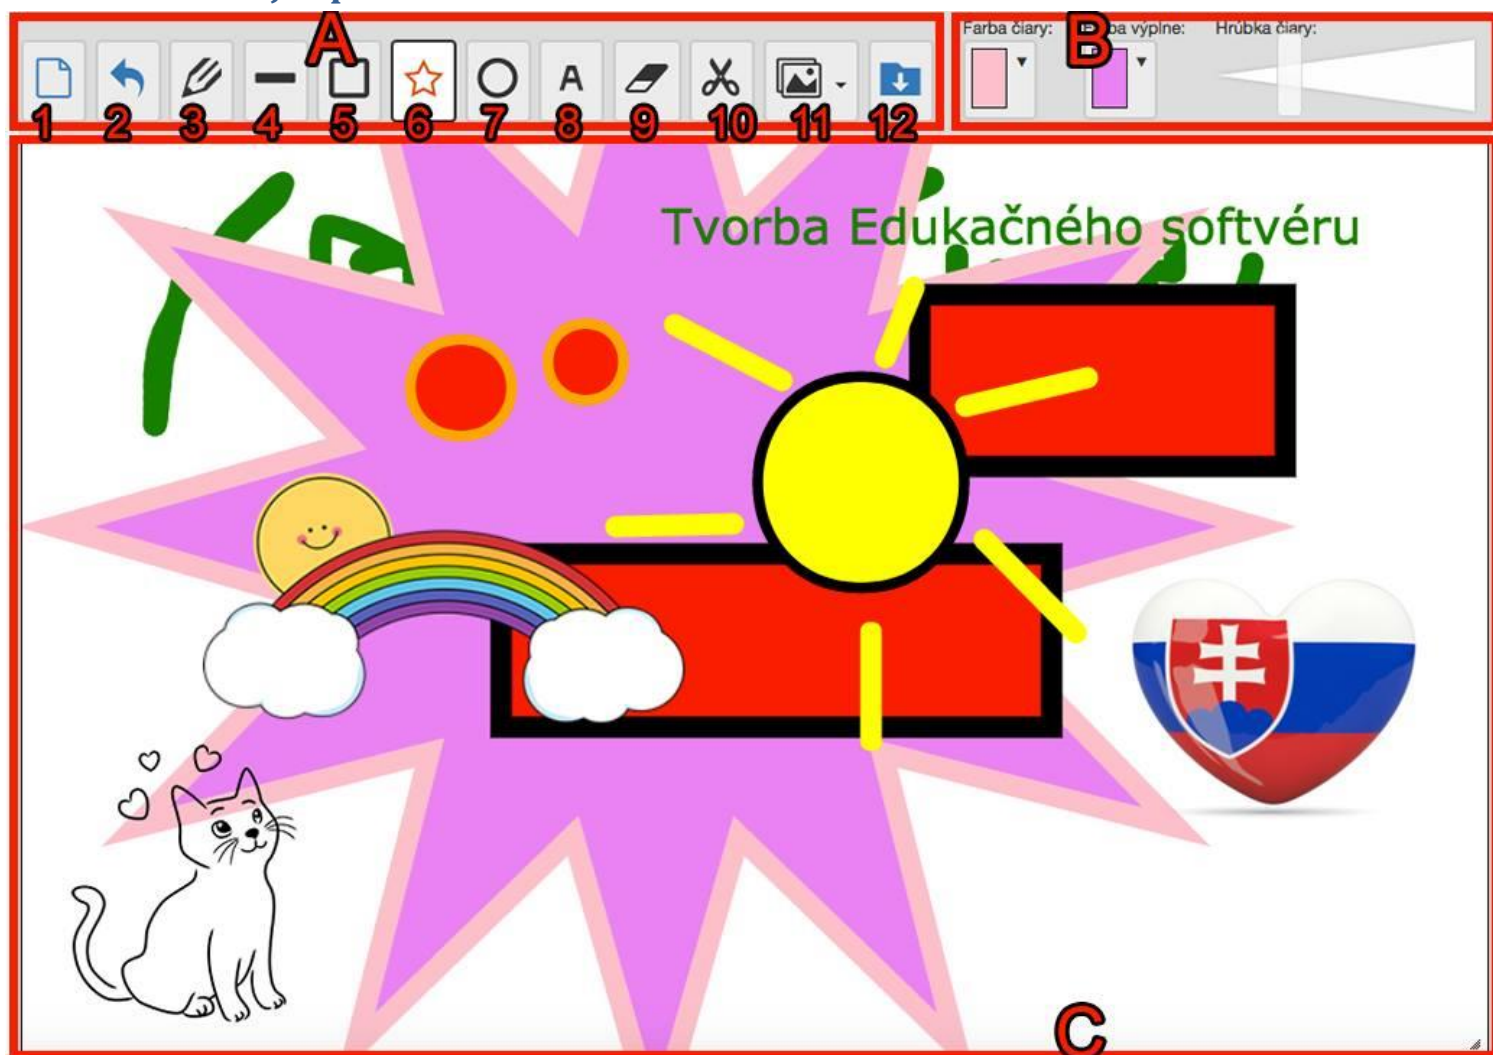 A
Farba čiary:
výplne:
Hrúbka čiary:
B
A
1 2 3 4 5 6 7 8 9 10 11 12
Tvorba Edukačného softvéru
C